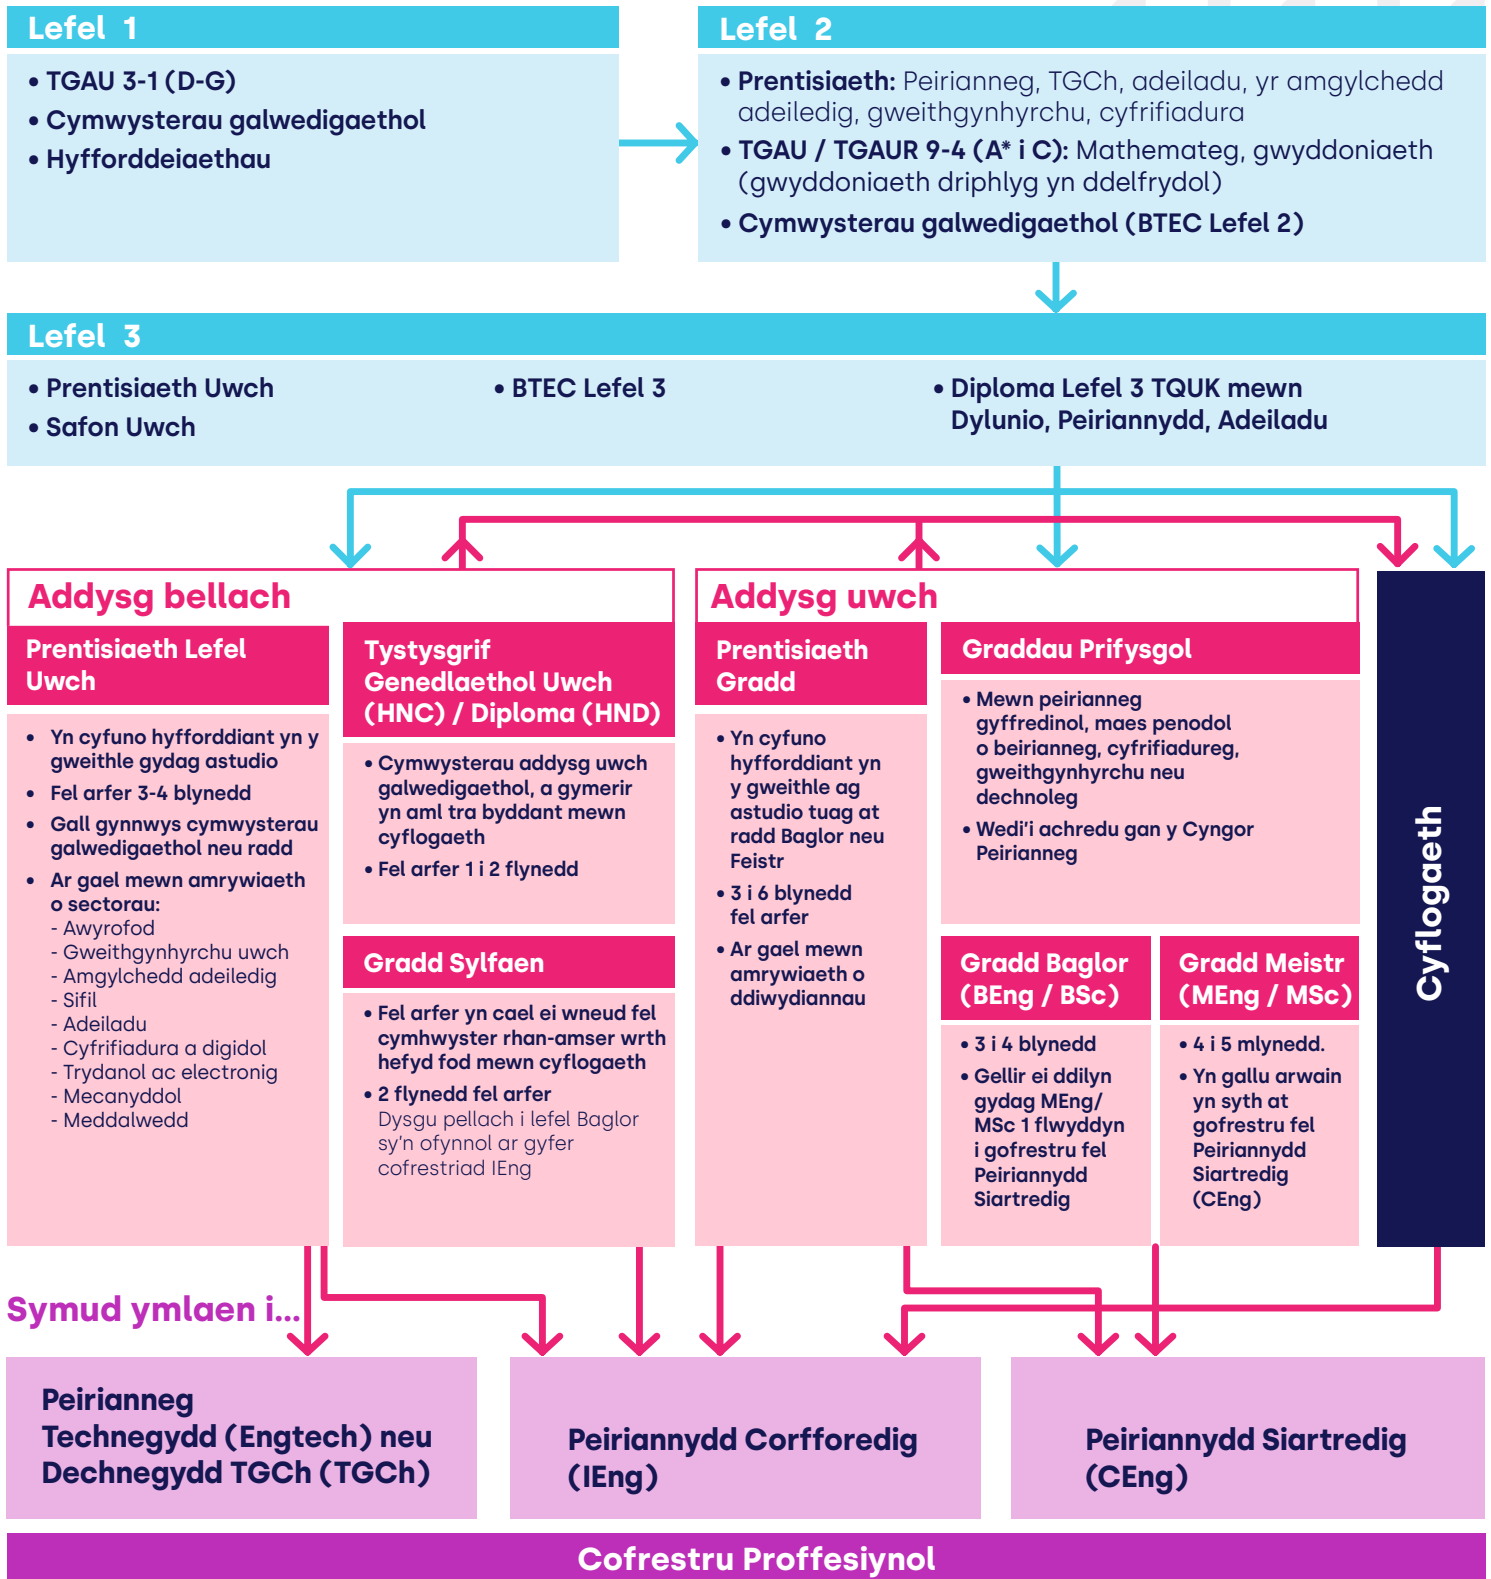 Lefel 1
• TGAU 3-1 (D-G)
• Cymwysterau galwedigaethol
• Hyfforddeiaethau
Lefel 2
• Prentisiaeth: Peirianneg, TGCh, adeiladu, yr amgylchedd
adeiledig, gweithgynhyrchu, cyfrifiadura
• TGAU / TGAUR 9-4 (A* i C): Mathemateg, gwyddoniaeth
(gwyddoniaeth driphlyg yn ddelfrydol)
• Cymwysterau galwedigaethol (BTEC Lefel 2)
Lefel 3
• Prentisiaeth Uwch
• Safon Uwch
• BTEC Lefel 3
• Diploma Lefel 3 TQUK mewn
Dylunio, Peiriannydd, Adeiladu
Addysg bellach
Prentisiaeth Lefel
Uwch
• Yn cyfuno hyfforddiant yn y
gweithle gydag astudio
• Fel arfer 3-4 blynedd
• Gall gynnwys cymwysterau
galwedigaethol neu radd
• Ar gael mewn amrywiaeth
o sectorau:
- Awyrofod
- Gweithgynhyrchu uwch
- Amgylchedd adeiledig
- Sifil
- Adeiladu
- Cyfrifiadura a digidol
- Trydanol ac electronig
- Mecanyddol
- Meddalwedd
Tystysgrif
Genedlaethol Uwch
(HNC) / Diploma (HND)
• Cymwysterau addysg uwch
galwedigaethol, a gymerir
yn aml tra byddant mewn
cyflogaeth
• Fel arfer 1 i 2 flynedd
Gradd Sylfaen
• Fel arfer yn cael ei wneud fel
cymhwyster rhan-amser wrth
hefyd fod mewn cyflogaeth
• 2 flynedd fel arfer
Dysgu pellach i lefel Baglor
sy'n ofynnol ar gyfer
cofrestriad IEng
Addysg uwch
Prentisiaeth
Gradd
• Yn cyfuno
hyfforddiant yn
y gweithle ag
astudio tuag at
radd Baglor neu
Feistr
• 3 i 6 blynedd
fel arfer
• Ar gael mewn
amrywiaeth o
ddiwydiannau
Graddau Prifysgol
• Mewn peirianneg
gyffredinol, maes penodol
o beirianneg, cyfrifiadureg,
gweithgynhyrchu neu
dechnoleg
• Wedi'i achredu gan y Cyngor
Peirianneg
Gradd Baglor
(BEng / BSc)
• 3 i 4 blynedd
• Gellir ei ddilyn
gydag MEng/
MSc 1 flwyddyn
i gofrestru fel
Peiriannydd
Siartredig
Gradd Meistr
(MEng / MSc)
• 4 i 5 mlynedd.
• Yn gallu arwain
yn syth at
gofrestru fel
Peiriannydd
Siartredig
(CEng)
Cyflogaeth
Symud ymlaen i...
Peirianneg
Technegydd (Engtech) neu
Dechnegydd TGCh (TGCh)
Peiriannydd Corfforedig
(IEng)
Peiriannydd Siartredig
(CEng)
Cofrestru Proffesiynol